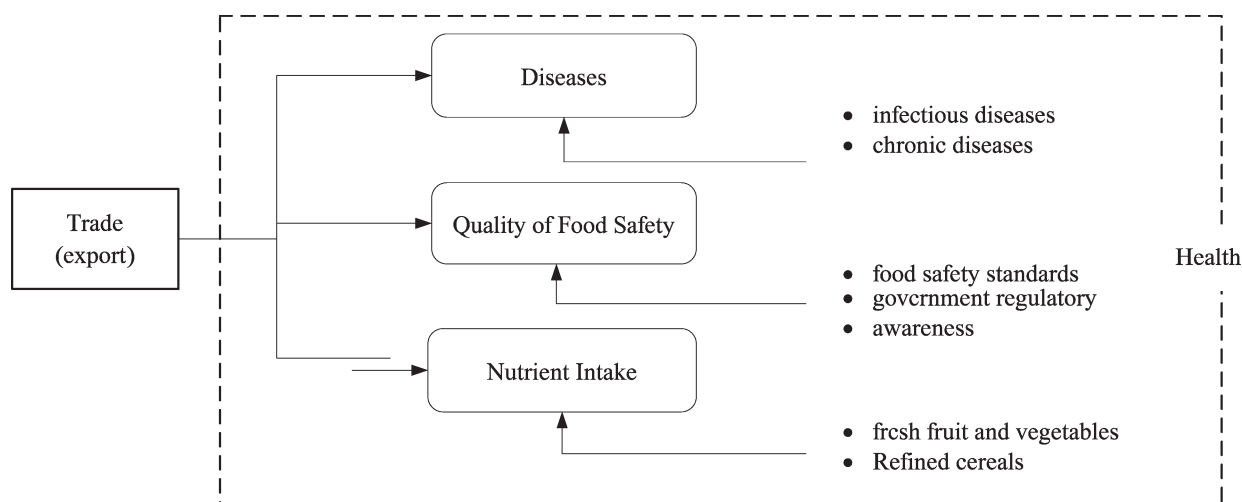 Diseases
• infectious diseases
• chronic diseases
Trade
(export)
Quality of Food Safety
Health
• food safety standards
• govcrnment regulatory
• awareness
Nutrient Intake
• frcsh fruit and vegetables
• Refined cereals